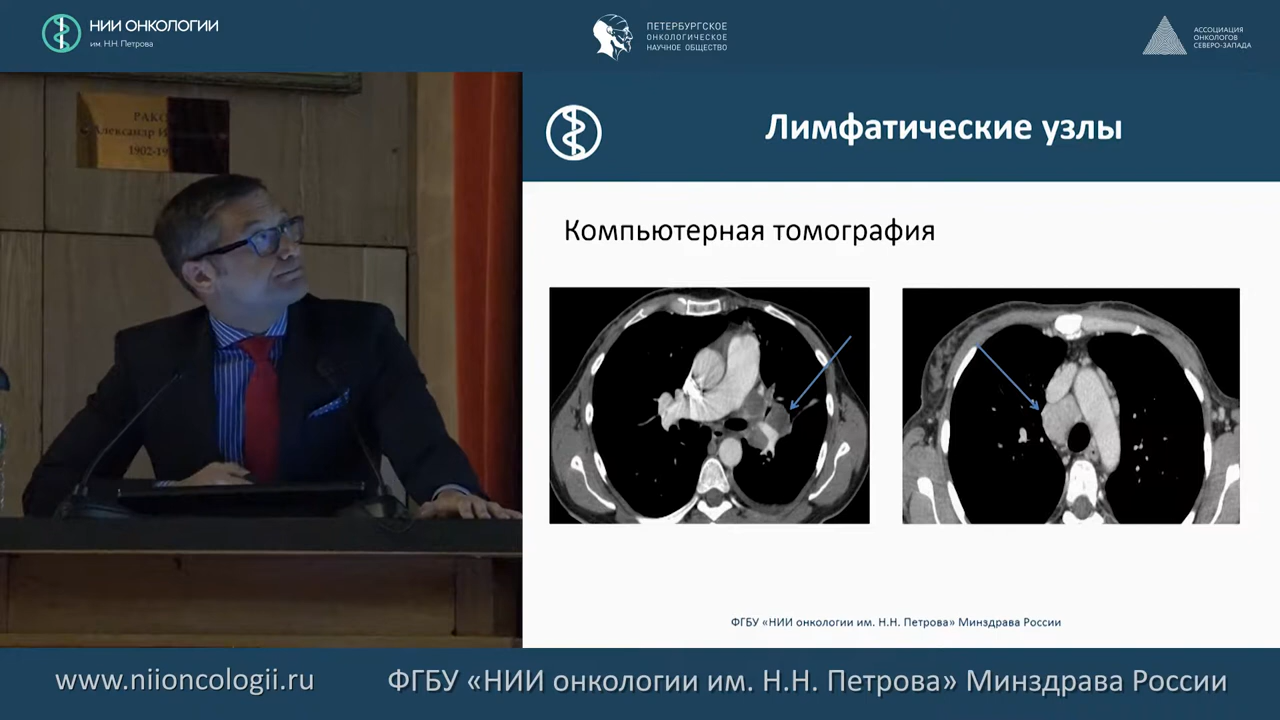 НИИ ОНКОЛОГИИ
им. Н.Н. Петрова
ПЕТЕРБУРГСКОЕ
ОНКОЛОГИЧЕСКОЕ
НАУЧНОЕ ОБЩЕСТВО
АССОЦИАЦИЯ
ОНКОЛОГОВ
СЕВЕРО-ЗАПАДА
Александр
Лимфатические узлы
Компьютерная томография
ФГБУ «НИИ онкологии им. Н.Н. Петрова» Минздрава России
www.niioncologii.ru
ФГБУ «НИИ онкологии им. Н.Н. Петрова» Минздрава России